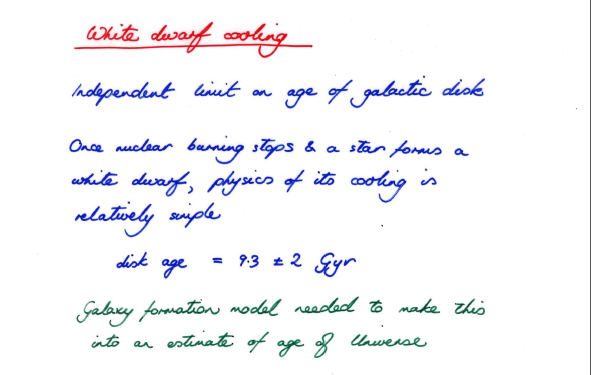 White dwarf cooling
Independent limit on age of galactic disk
Once nuclear burning stops & a star forms a
white dwarf, physics of its cooling is
relatively simple
disk age = 9.3 ± 2 Gyr
Galaxy formation model needed to make this
into an estimate of age of Universe